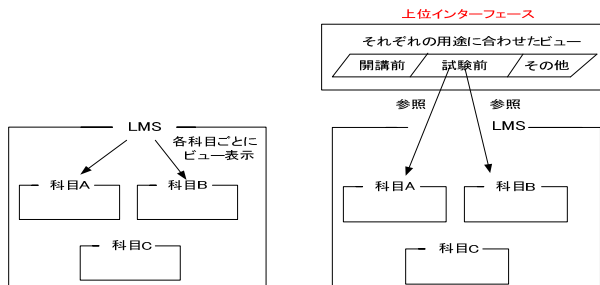 LMS
各科目ごとに
ビュー表示
科目A
科目B
科目C
上位インターフェース
それぞれの用途に合わせたビュー
開講前
試験前
その他
参照
参照
LMS
科目A
科目B
科目C